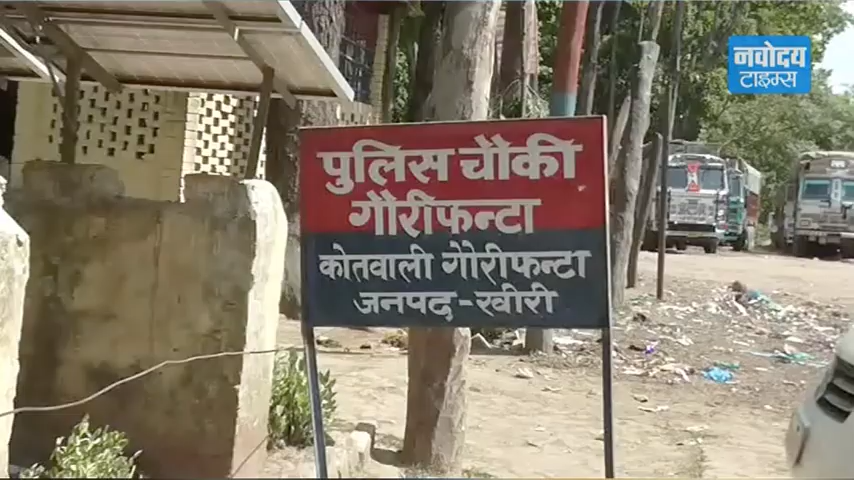 नवोदय
टाइम्स
पुलिस चौकी
गौरीफन्टा
कोतवाली गौरीफन्टा
जनपद-खीरी